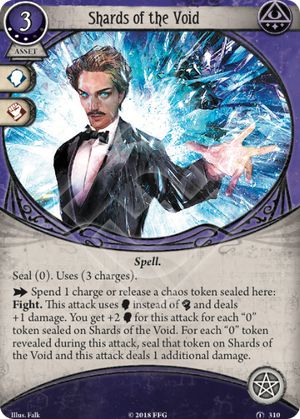 3
Shards of the Void
ASSET
Spell.
Seal (0). Uses (3 charges).
Spend 1 charge or release a chaos token sealed here:
Fight. This attack uses instead of and deals
+1 damage. You get +2 for this attack for each "0"
token sealed on Shards of the Void. For each "0" token
revealed during this attack, seal that token on Shards of
the Void and this attack deals 1 additional damage.
Illus. Falk
© 2018 FFG
310